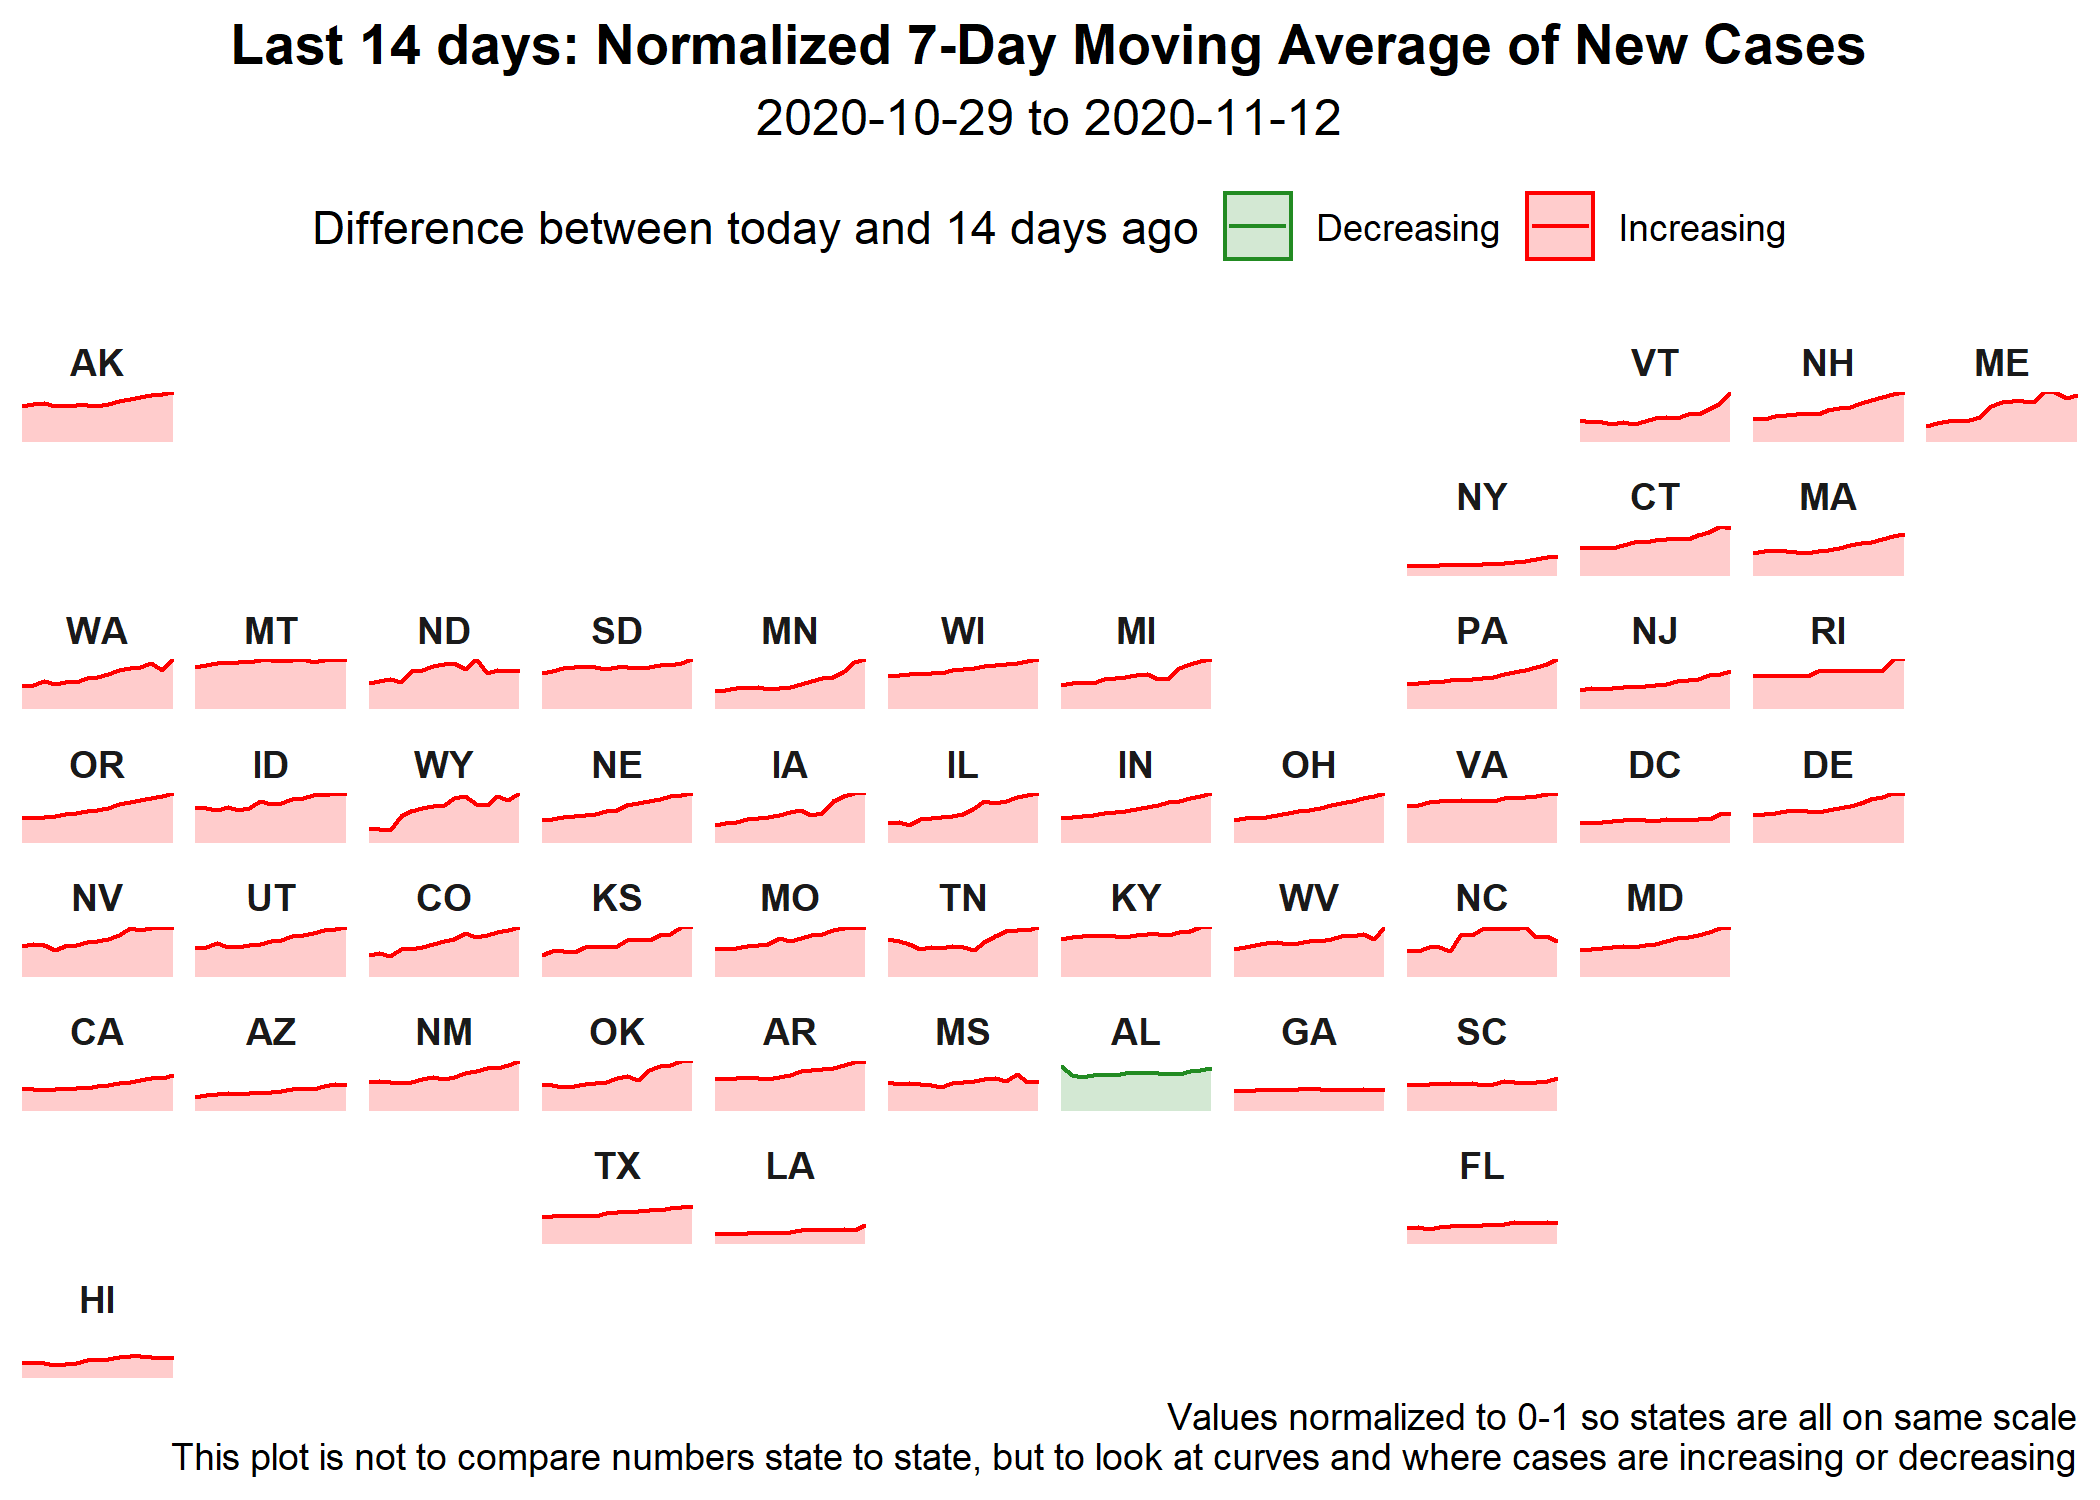 Last 14 days: Normalized 7-Day Moving Average of New Cases
2020-10-29 to 2020-11-12
Difference between today and 14 days ago Decreasing Increasing
AK VT NH ME
NY CT MA
WA MT ND SD MN WI MI PA NJ RI
OR ID WY NE IA IL IN OH VA DC DE
NV UT CO KS MO TN KY WV NC MD
CA AZ NM OK AR MS AL GA SC
TX LA FL
HI
Values normalized to 0-1 so states are all on same scale
This plot is not to compare numbers state to state, but to look at curves and where cases are increasing or decreasing